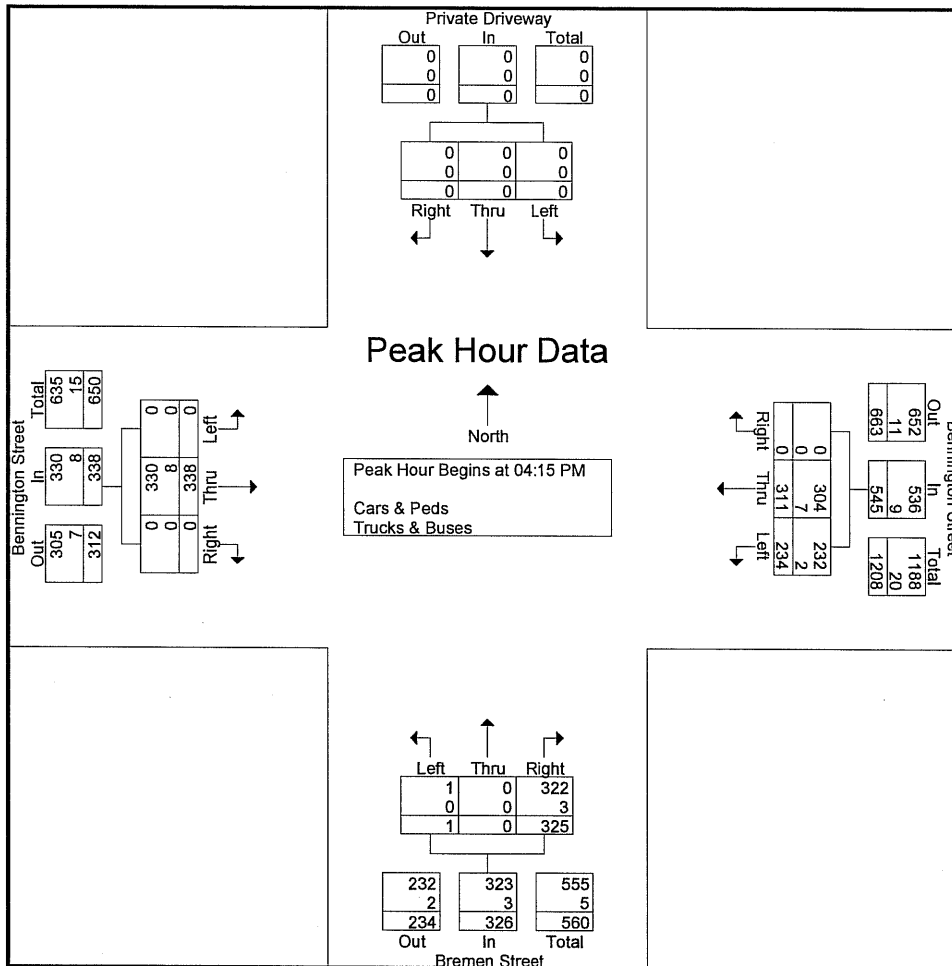 Private Driveway
Out In Total
0 0 0
0 0 0
0 0 0
0 0 0
0 0 0
0 0 0
Right Thru Left
Peak Hour Data
North
Peak Hour Begins at 04:15 PM
Cars & Peds
Trucks & Buses
Bennington Street
Out In Total
305 330 635
7 8 15
312 338 650
Right Thru Left
0 330 0
0 8 0
0 338 0
Bennington Street
Out In Total
652 536 1188
11 9 20
663 545 1208
Right Thru Left
0 304 232
0 7 2
0 311 234
Left Thru Right
1 0 322
0 0 3
1 0 325
232 323 555
2 3 5
234 326 560
Out In Total
Bremen Street